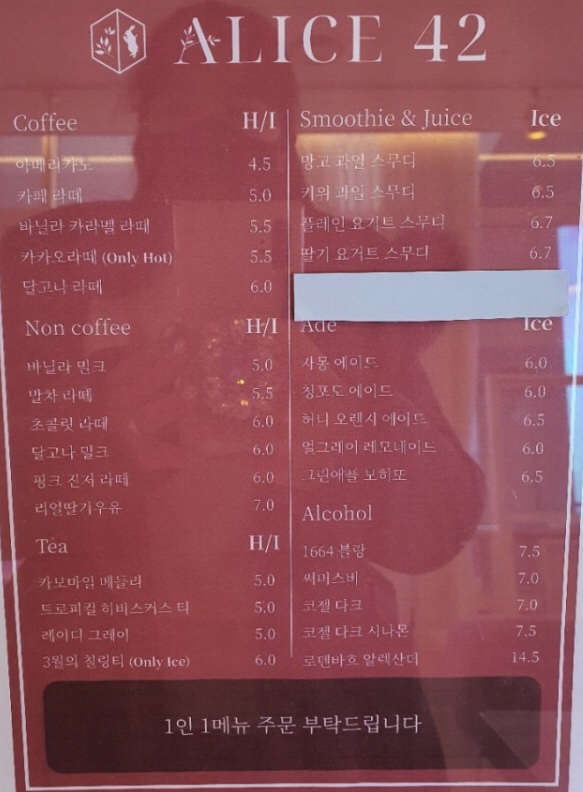 ALICE 42
Coffee H/I
아메리카노 4.5
카페 라떼 5.0
바닐라 카라멜 라떼 5.5
카카오라떼 (Only Hot) 5.5
달고나 라떼 6.0
Non coffee H/I
바닐라 밀크 5.0
말차 라떼 5.5
초콜릿 라떼 6.0
달고나 밀크 6.0
핑크 진저 라떼 6.0
리얼딸기우유 7.0
Tea H/I
카모마일 메들리 5.0
트로피컬 히비스커스 티 5.0
레이디 그레이 5.0
3월의 칠링티 (Only Ice) 6.0
Smoothie & Juice Ice
망고 과일 스무디 6.5
키위 과일 스무디 6.5
플레인 요거트 스무디 6.7
딸기 요거트 스무디 6.7
Ade Ice
자몽 에이드 6.0
청포도 에이드 6.0
허니 오렌지 에이드 6.5
얼그레이 레모네이드 6.0
그린애플 모히또 6.5
Alcohol
1664 블랑 7.5
써머스비 7.0
코젤 다크 7.0
코젤 다크 시나몬 7.5
로덴바흐 알렉산더 14.5
1인 1메뉴 주문 부탁드립니다